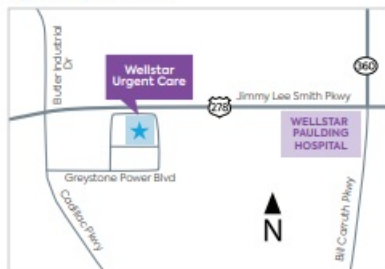 Butler Industrial
Dr
Wellstar
Urgent Care
360
278
Jimmy Lee Smith Pkwy
WELLSTAR
PAULDING
HOSPITAL
Greystone Power Blvd
Cadillac Pkwy
N
Bill Carruth Pkwy